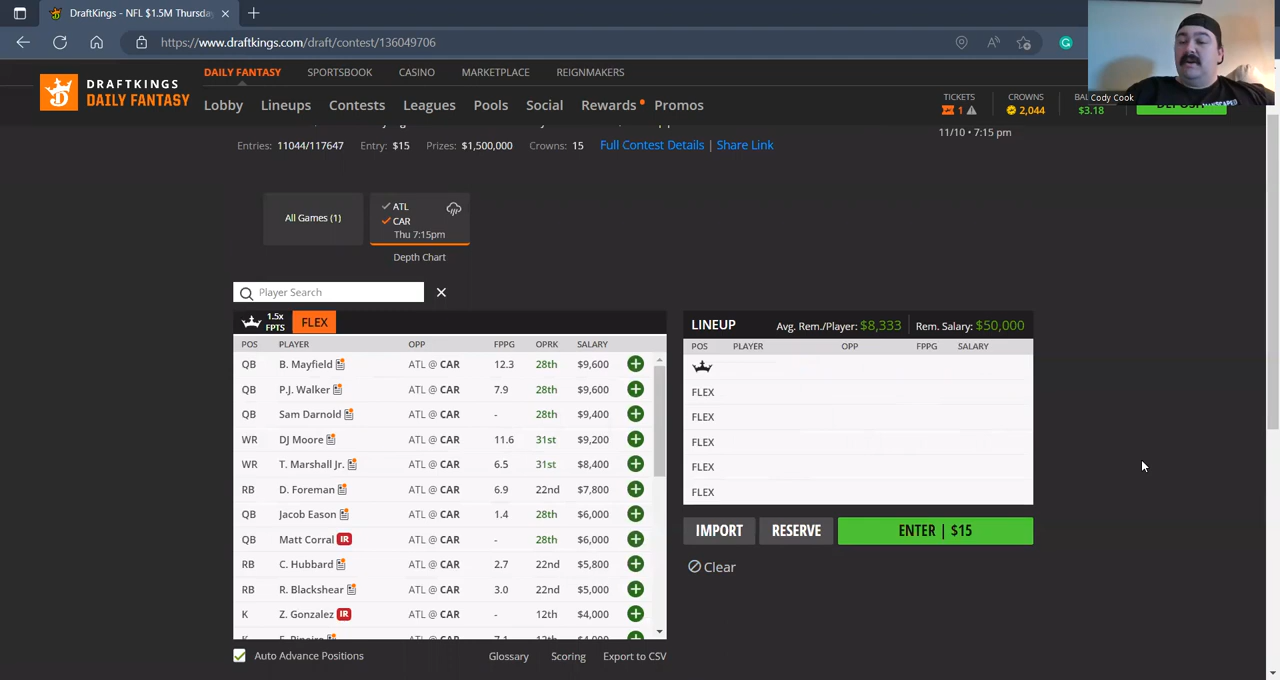 DraftKings - NFL $1.5M Thursda
https://www.draftkings.com/draft/contest/136049706
DRAFTKINGS
DAILY FANTASY
DAILY FANTASY SPORTSBOOK CASINO MARKETPLACE REIGNMAKERS
Lobby Lineups Contests Leagues Pools Social Rewards Promos
TICKETS CROWNS
1 2,044 $3.18
Cody Cook
11/10 • 7:15 pm
Entries: 11044/117647 Entry: $15 Prizes: $1,500,000 Crowns: 15 Full Contest Details | Share Link
All Games (1)
ATL
CAR
Thu 7:15pm
Depth Chart
Player Search
1.5x
FPTS
FLEX
POS PLAYER OPP FPPG OPRK SALARY
QB B. Mayfield ATL @ CAR 12.3 28th $9,600
QB P.J. Walker ATL @ CAR 7.9 28th $9,600
QB Sam Darnold ATL @ CAR - 28th $9,400
WR DJ Moore ATL @ CAR 11.6 31st $9,200
WR T. Marshall Jr. ATL @ CAR 6.5 31st $8,400
RB D. Foreman ATL @ CAR 6.9 22nd $7,800
QB Jacob Eason ATL @ CAR 1.4 28th $6,000
QB Matt Corral IR ATL @ CAR - 28th $6,000
RB C. Hubbard ATL @ CAR 2.7 22nd $5,800
RB R. Blackshear ATL @ CAR 3.0 22nd $5,000
K Z. Gonzalez IR ATL @ CAR - 12th $4,000
LINEUP Avg. Rem./Player: $8,333 Rem. Salary: $50,000
POS PLAYER OPP FPPG SALARY
FLEX
FLEX
FLEX
FLEX
FLEX
IMPORT RESERVE ENTER | $15
Clear
Auto Advance Positions
Glossary Scoring Export to CSV